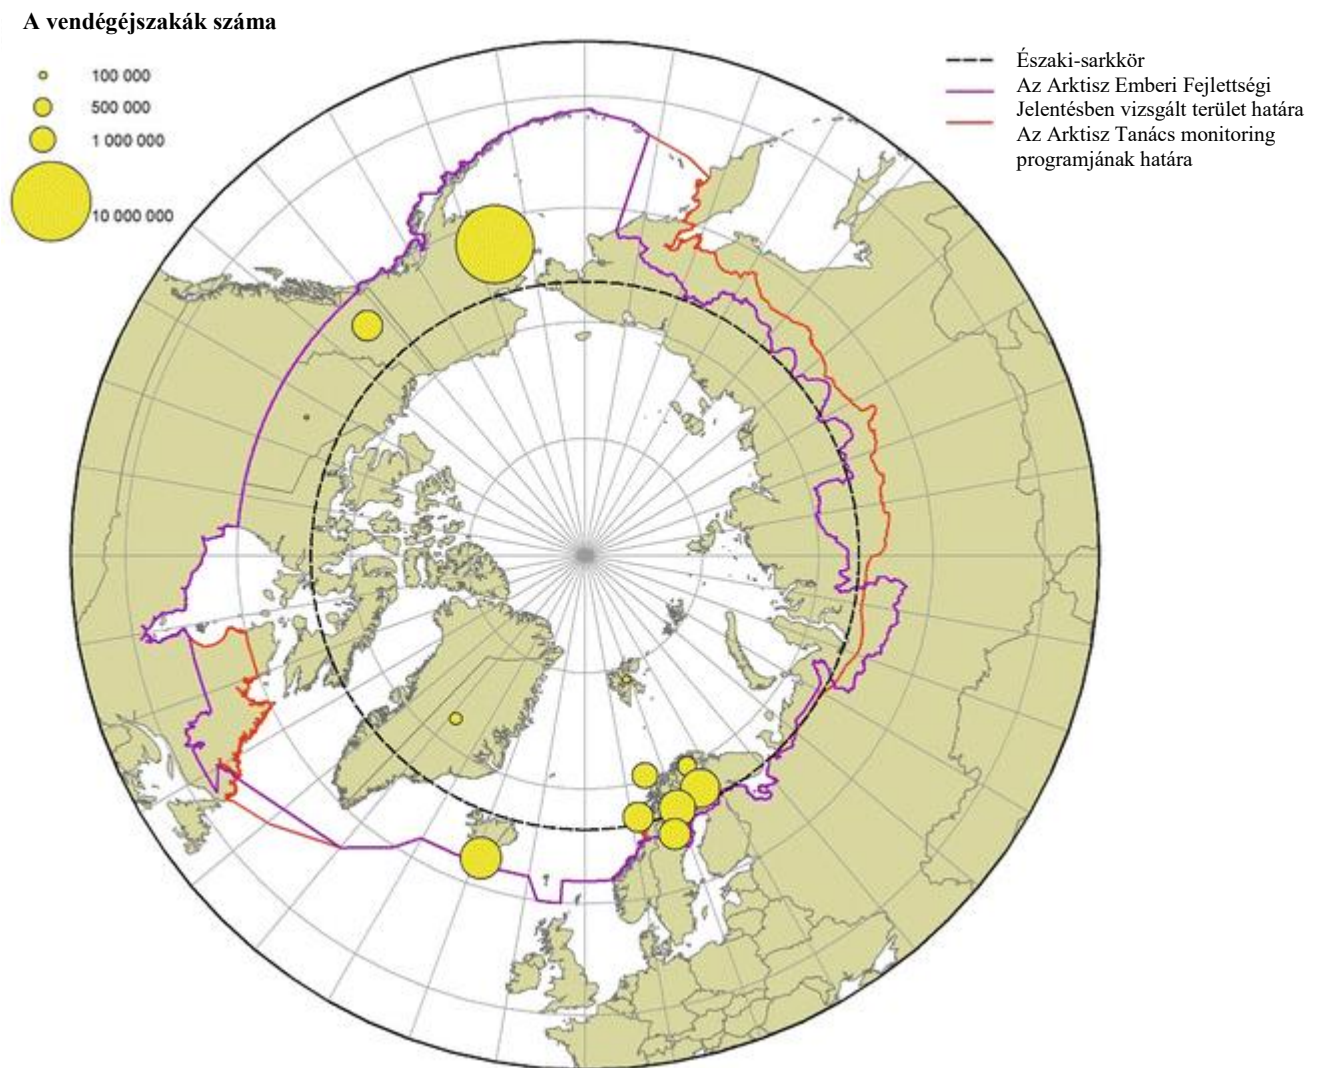 A vendégéjszakák száma
100 000
500 000
1 000 000
10 000 000
Északi-sarkkör
Az Arktisz Emberi Fejlettségi
Jelentésben vizsgált terület határa
Az Arktisz Tanács monitoring
programjának határa